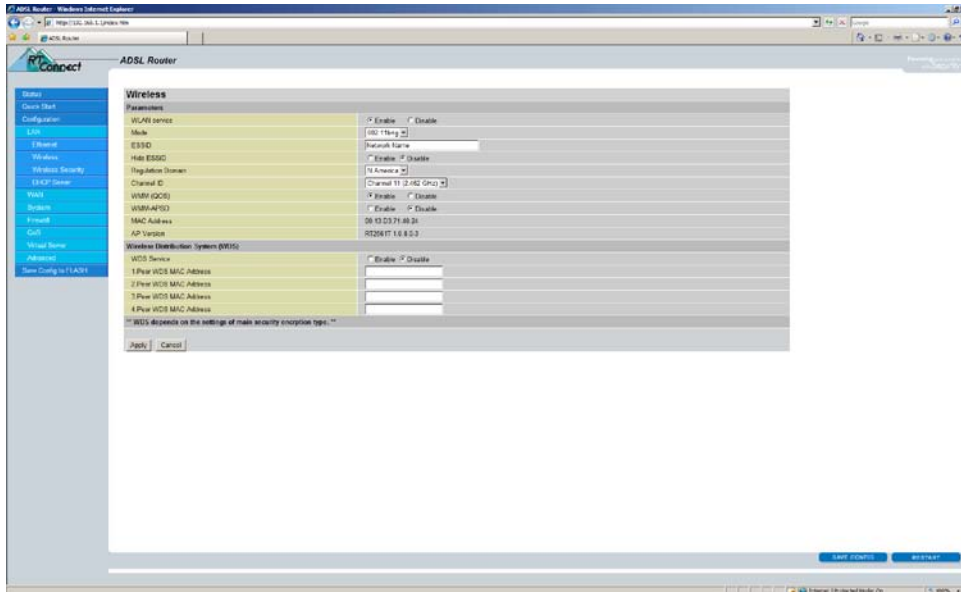 ADSL Router - Windows Internet Explorer
ADSL Router
RTConnect
ADSL Router
Status
Quick Start
Configuration
LAN
Ethernet
Wireless
Wireless Security
DHCP Server
WAN
System
Firewall
QoS
Virtual Server
Advanced
Save Config to FLASH
Wireless
Parameters
WLAN service Enable Disable
Mode 802.11b+g
ESSID Network Name
Hide ESSID Enable Disable
Regulation Domain N.America
Channel ID Channel 11 (2.462 GHz)
WMM (QOS) Enable Disable
WMM-APSD Enable Disable
MAC Address
AP Version
Wireless Distribution System (WDS)
WDS Service Enable Disable
1.Peer WDS MAC Address
2.Peer WDS MAC Address
3.Peer WDS MAC Address
4.Peer WDS MAC Address
** WDS depends on the settings of main security encryption type. **
Apply Cancel
SAVE CONFIG RESTART